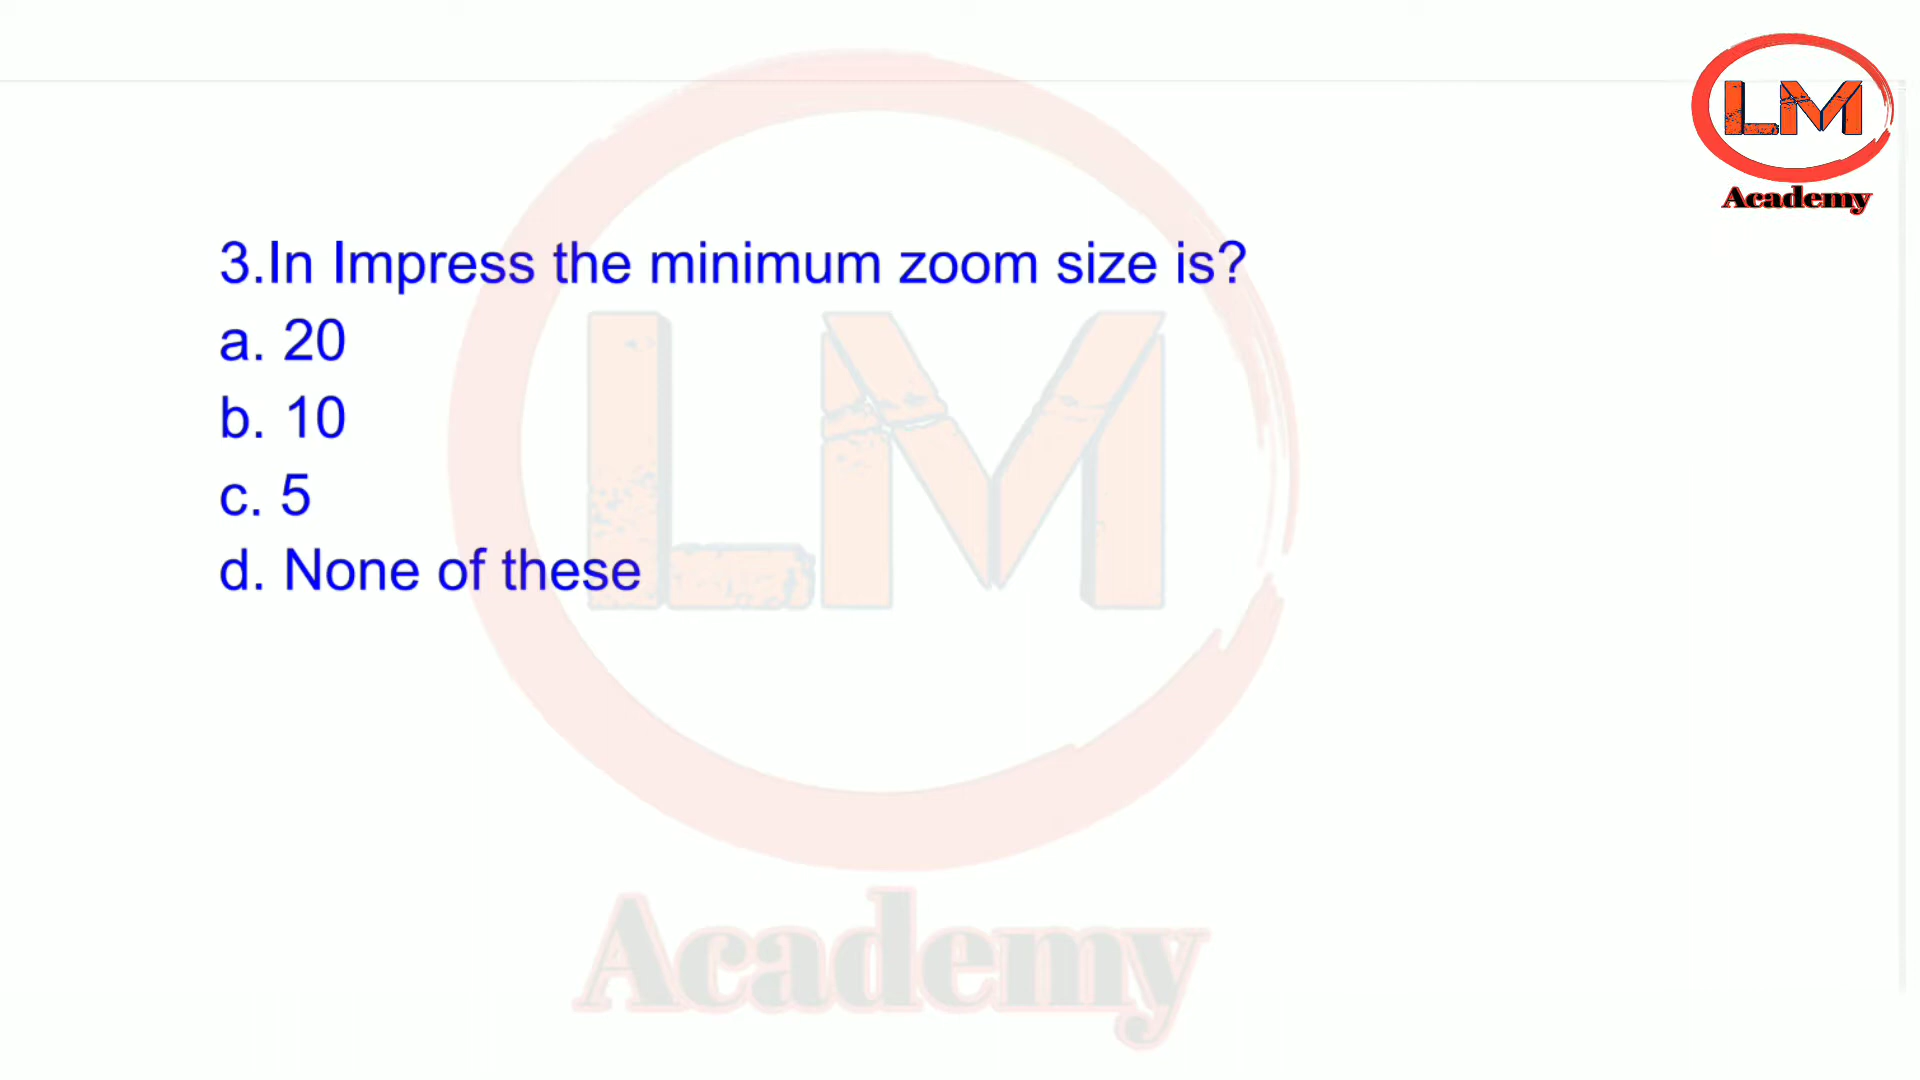 LM
Academy
3.In Impress the minimum zoom size is?
a. 20
b. 10
c. 5
d. None of these
LM
Academy